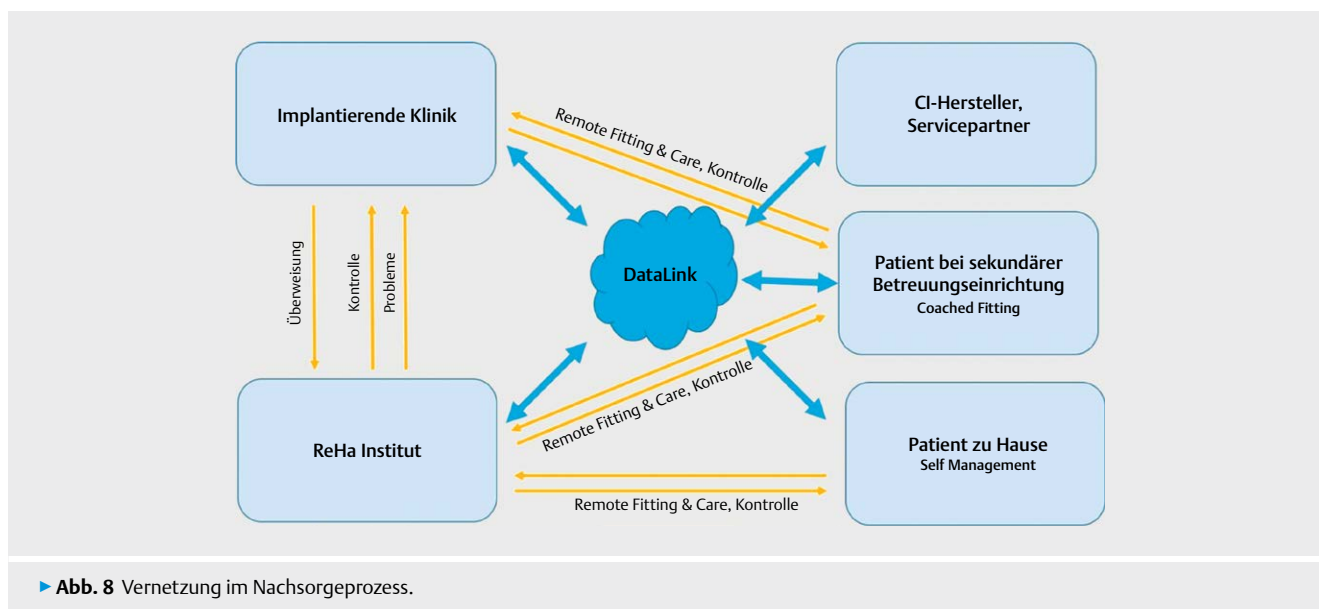 Implantierende Klinik
CI-Hersteller,
Servicepartner
Remote Fitting & Care, Kontrolle
Überweisung
Kontrolle
Probleme
DataLink
Patient bei sekundärer
Betreuungseinrichtung
Coached Fitting
Remote Fitting & Care, Kontrolle
ReHa Institut
Patient zu Hause
Self Management
Remote Fitting & Care, Kontrolle
▶ Abb. 8 Vernetzung im Nachsorgeprozess.